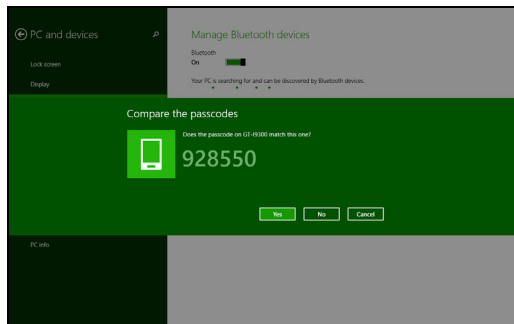 PC and devices
Lock screen
Display
Manage Bluetooth devices
Bluetooth
On
Your PC is searching for and can be discovered by Bluetooth devices.
Compare the passcodes
Does the passcode on GT-I9300 match this one?
928550
Yes No Cancel
PC info